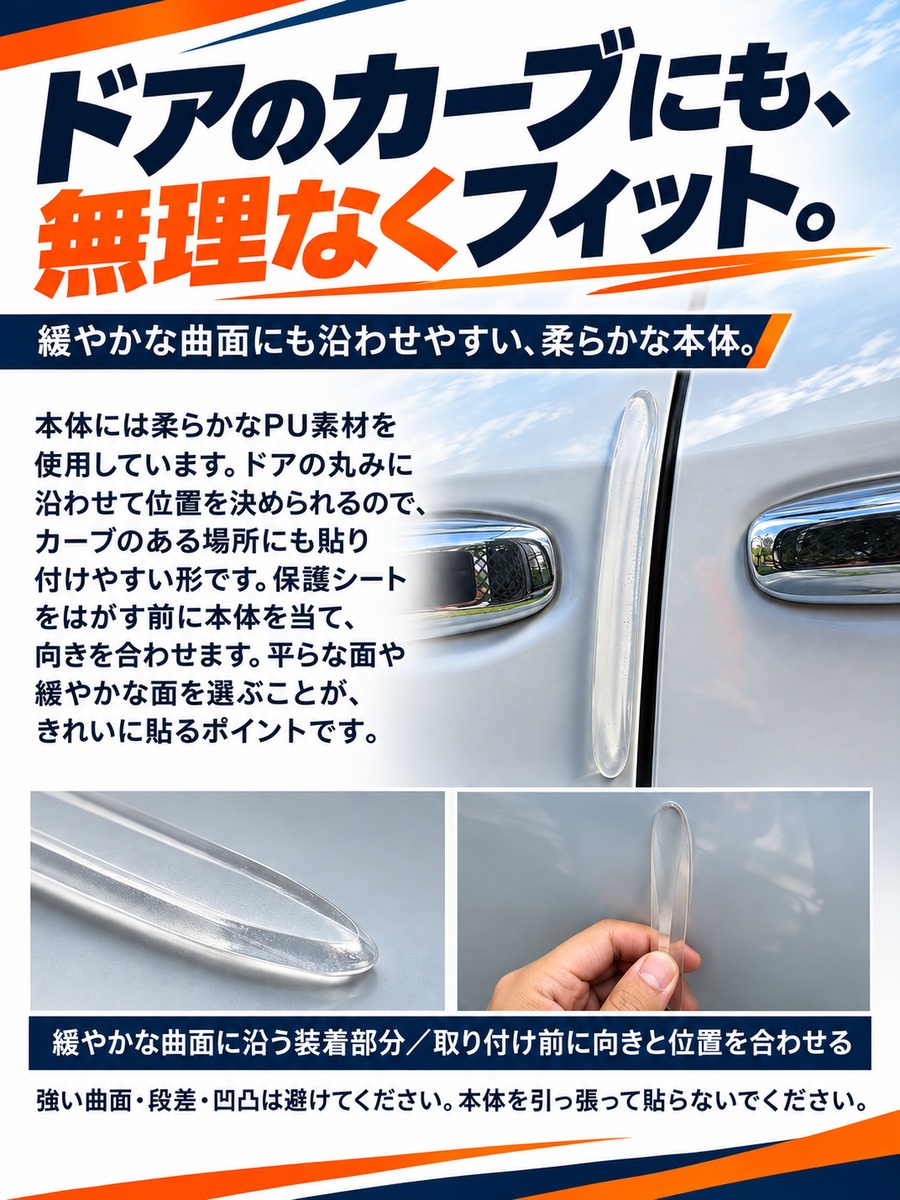 ドアのカーブにも、
無理なくフィット。
緩やかな曲面にも沿わせやすい、柔らかな本体。
本体には柔らかなPU素材を
使用しています。ドアの丸みに
沿わせて位置を決められるので、
カーブのある場所にも貼り
付けやすい形です。保護シート
をはがす前に本体を当て、
向きを合わせます。平らな面や
緩やかな面を選ぶことが、
きれいに貼るポイントです。
緩やかな曲面に沿う装着部分／取り付け前に向きと位置を合わせる
強い曲面・段差・凹凸は避けてください。本体を引っ張って貼らないでください。